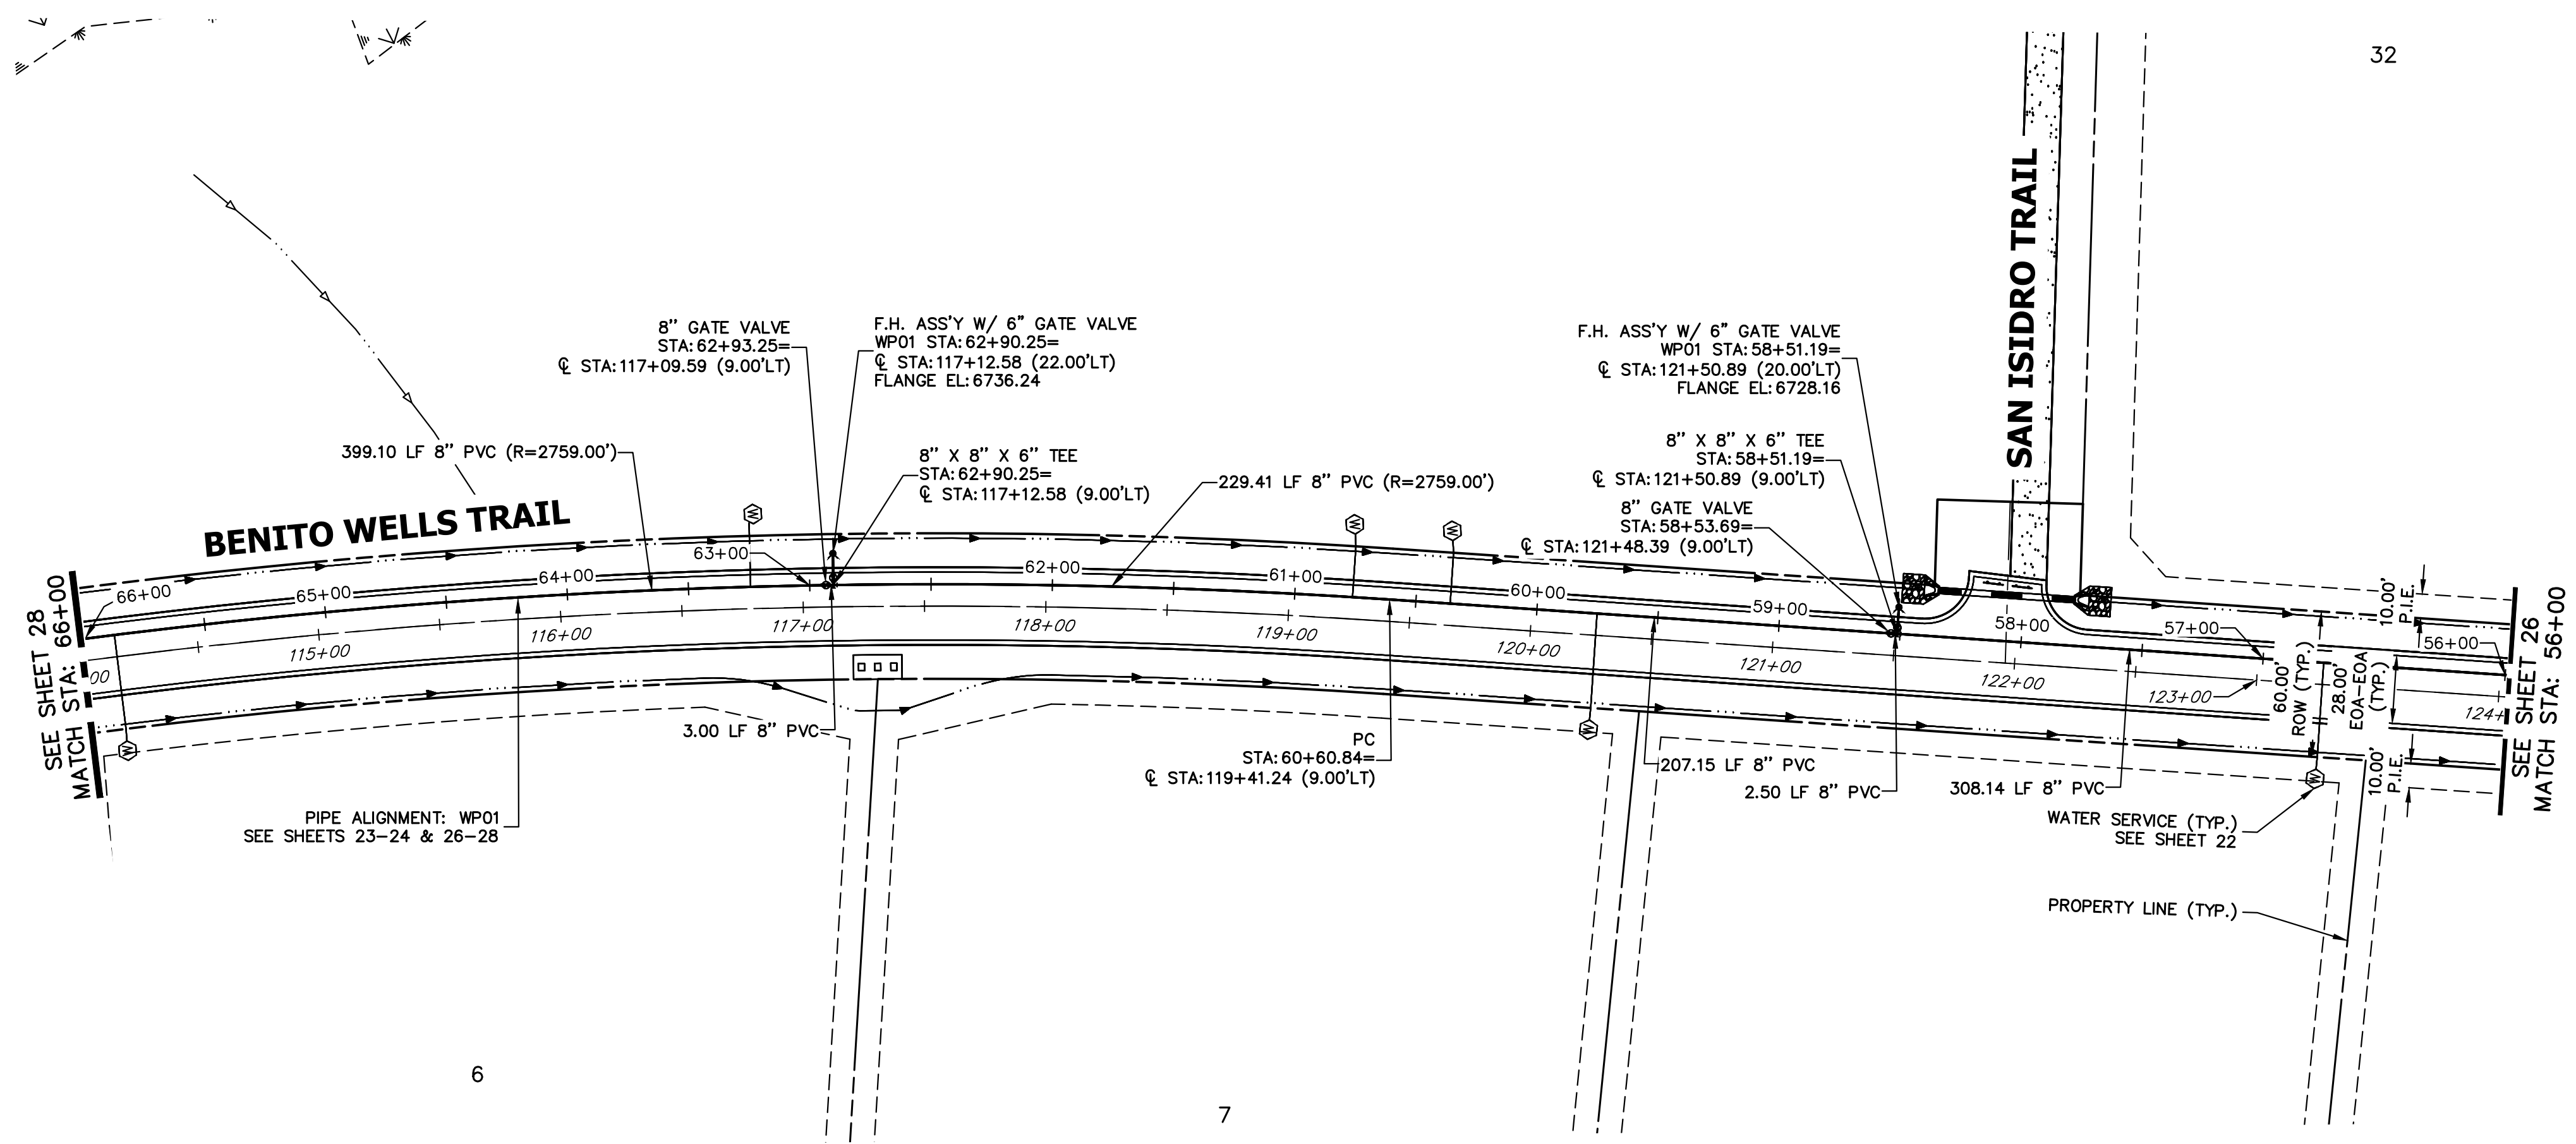 32
SAN ISIDRO TRAIL
8" GATE VALVE
STA:62+93.25=
℄ STA:117+09.59 (9.00'LT)
F.H. ASS'Y W/ 6" GATE VALVE
WP01 STA:62+90.25=
℄ STA:117+12.58 (22.00'LT)
FLANGE EL:6736.24
F.H. ASS'Y W/ 6" GATE VALVE
WP01 STA:58+51.19=
℄ STA:121+50.89 (20.00'LT)
FLANGE EL:6728.16
399.10 LF 8" PVC (R=2759.00')
8" X 8" X 6" TEE
STA:62+90.25=
℄ STA:117+12.58 (9.00'LT)
229.41 LF 8" PVC (R=2759.00')
8" X 8" X 6" TEE
STA:58+51.19=
℄ STA:121+50.89 (9.00'LT)
8" GATE VALVE
STA:58+53.69=
℄ STA:121+48.39 (9.00'LT)
BENITO WELLS TRAIL
W
W
W
SEE SHEET 28
MATCH STA: 66+00
66+00
65+00
64+00
63+00
62+00
61+00
60+00
59+00
58+00
57+00
56+00
00
115+00
116+00
117+00
118+00
119+00
120+00
121+00
122+00
123+00
124+
10.00'
P.I.E.
60.00'
ROW (TYP.)
28.00'
EOA-EOA
(TYP.)
10.00'
P.I.E.
SEE SHEET 26
MATCH STA: 56+00
W
W
W
3.00 LF 8" PVC
PC
STA:60+60.84=
℄ STA:119+41.24 (9.00'LT)
207.15 LF 8" PVC
2.50 LF 8" PVC
308.14 LF 8" PVC
PIPE ALIGNMENT: WP01
SEE SHEETS 23-24 & 26-28
WATER SERVICE (TYP.)
SEE SHEET 22
PROPERTY LINE (TYP.)
6
7